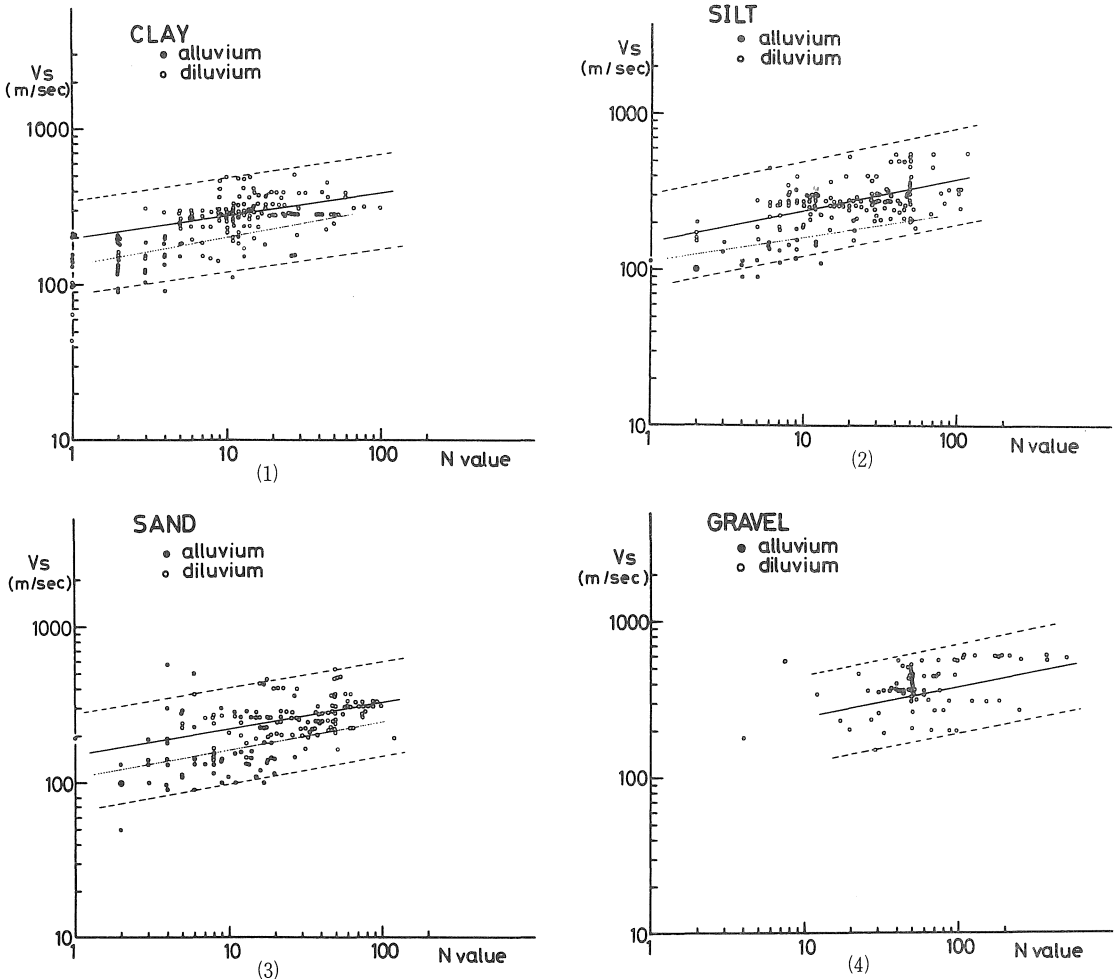 CLAY
alluvium
diluvium
Vs
(m/sec)
1000
100
10
1
10
100
N value
(1)
SILT
alluvium
diluvium
Vs
(m/sec)
1000
100
10
1
10
100
N value
(2)
SAND
alluvium
diluvium
Vs
(m/sec)
1000
100
10
1
10
100
N value
(3)
GRAVEL
alluvium
diluvium
Vs
(m/sec)
1000
100
10
1
10
100
N value
(4)